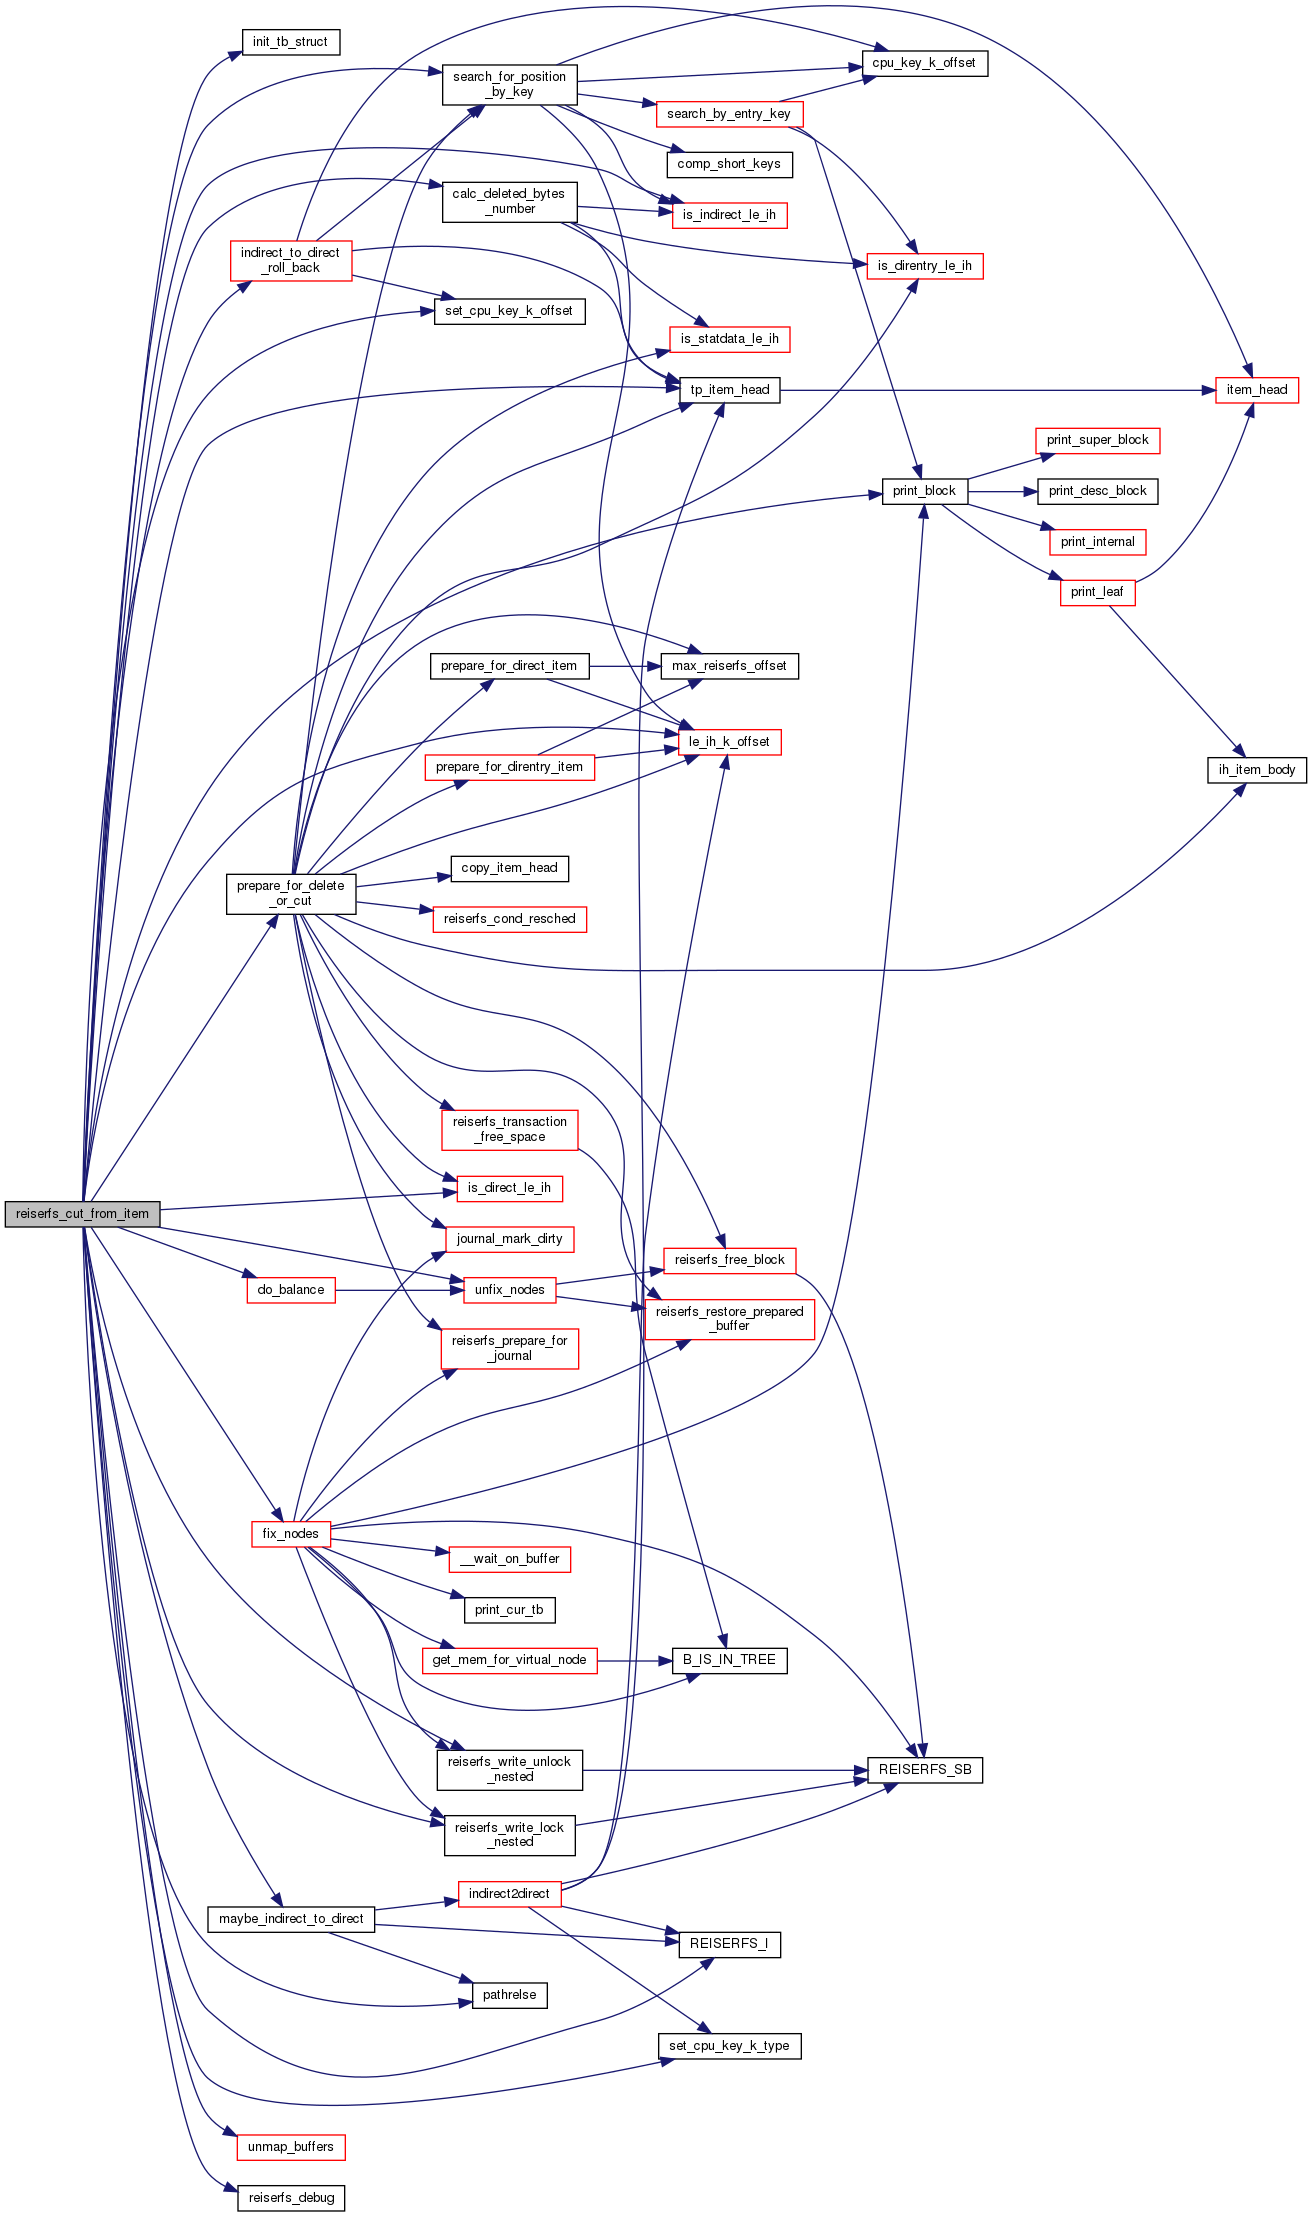 init_tb_struct
search_for_position
_by_key
cpu_key_k_offset
search_by_entry_key
comp_short_keys
calc_deleted_bytes
_number
is_indirect_le_ih
indirect_to_direct
_roll_back
is_direntry_le_ih
set_cpu_key_k_offset
is_statdata_le_ih
tp_item_head
item_head
print_super_block
print_block
print_desc_block
print_internal
print_leaf
prepare_for_direct_item
max_reiserfs_offset
le_ih_k_offset
prepare_for_direntry_item
ih_item_body
copy_item_head
prepare_for_delete
_or_cut
reiserfs_cond_resched
reiserfs_transaction
_free_space
is_direct_le_ih
reiserfs_cut_from_item
journal_mark_dirty
reiserfs_free_block
do_balance
unfix_nodes
reiserfs_restore_prepared
_buffer
reiserfs_prepare_for
_journal
fix_nodes
__wait_on_buffer
print_cur_tb
get_mem_for_virtual_node
B_IS_IN_TREE
reiserfs_write_unlock
_nested
REISERFS_SB
reiserfs_write_lock
_nested
indirect2direct
maybe_indirect_to_direct
REISERFS_I
pathrelse
set_cpu_key_k_type
unmap_buffers
reiserfs_debug